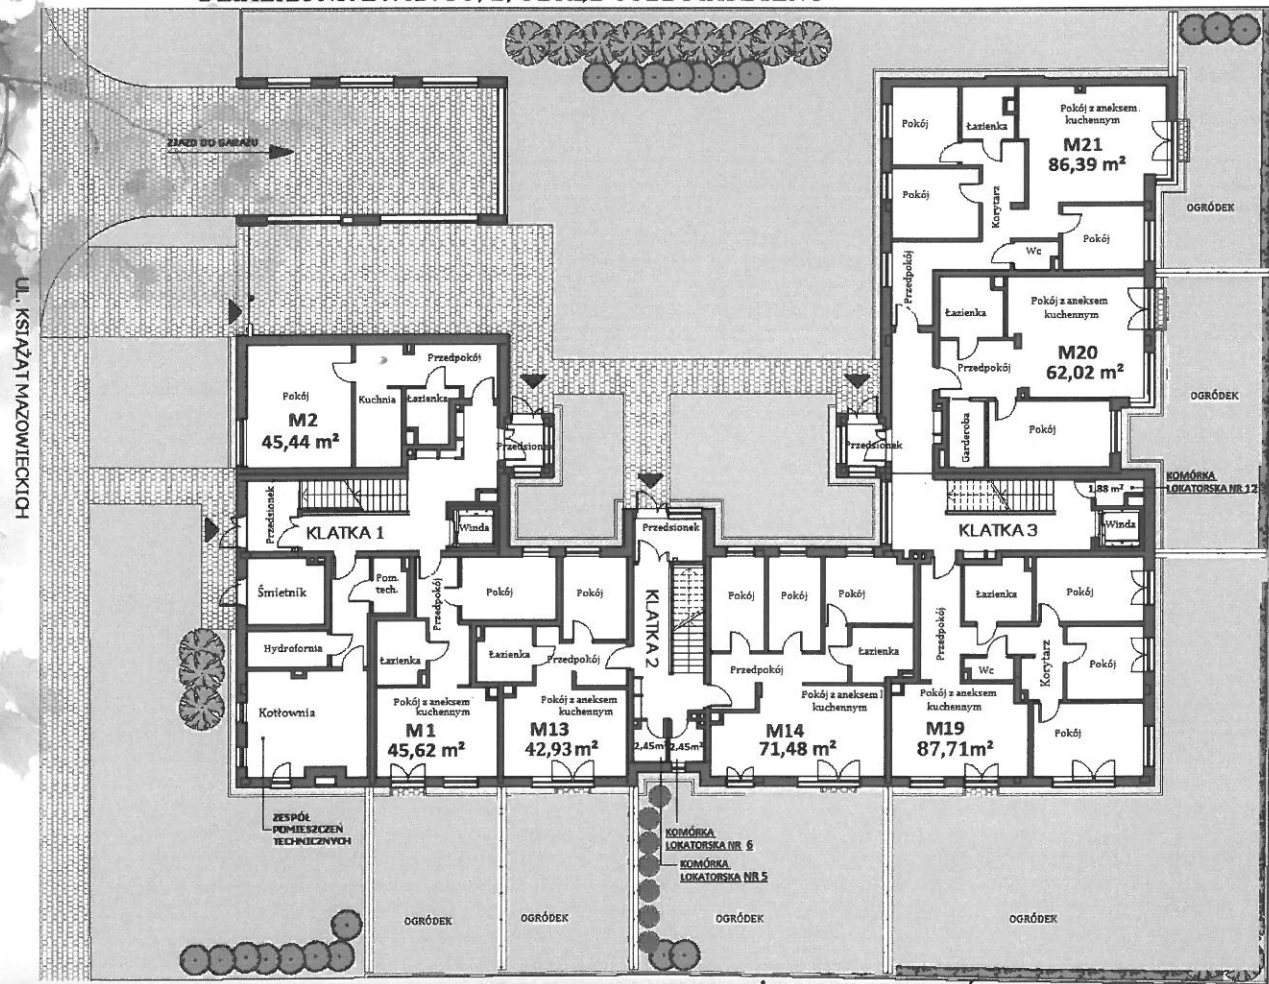 ZJAZD DO GARAŻU
UL. KSIĄŻĄT MAZOWIECKICH
Pokój
Łazienka
Pokój z aneksem
kuchennym
M21
86,39 m²
Pokój
Korytarz
Pokój
Wc
OGRÓDEK
Przedpokój
Łazienka
Pokój z aneksem
kuchennym
M20
62,02 m²
Przedpokój
Garderoba
Pokój
OGRÓDEK
Pokój
M2
45,44 m²
Kuchnia
Przedpokój
Łazienka
Przedsionek
Przedsionek
KOMÓRKA
LOKATORSKA NR 12
1,88 m²
Przedsionek
KLATKA 1
Winda
Przedsionek
KLATKA 3
Winda
Śmietnik
Pom.
tech.
Przedpokój
Pokój
Pokój
KLATKA 2
Pokój
Pokój
Pokój
Przedpokój
Łazienka
Pokój
Hydrofornia
Łazienka
Łazienka
Przedpokój
Przedpokój
Łazienka
Wc
Korytarz
Pokój
Kotłownia
Pokój z aneksem
kuchennym
M1
45,62 m²
Pokój z aneksem
kuchennym
M13
42,93 m²
2,45m²
2,45m²
Pokój z aneksem
kuchennym
M14
71,48 m²
Pokój z aneksem
kuchennym
M19
87,71m²
Pokój
ZESPÓŁ
POMIESZCZEŃ
TECHNICZNYCH
KOMÓRKA
LOKATORSKA NR 6
KOMÓRKA
LOKATORSKA NR 5
OGRÓDEK
OGRÓDEK
OGRÓDEK
OGRÓDEK